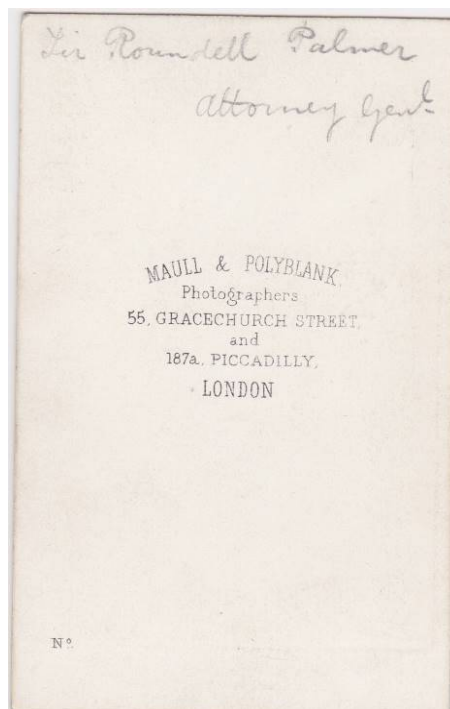 Sir Roundell Palmer
Attorney Genl.
MAULL & POLYBLANK.
Photographers
55, GRACECHURCH STREET,
and
187a, PICCADILLY,
LONDON
No.